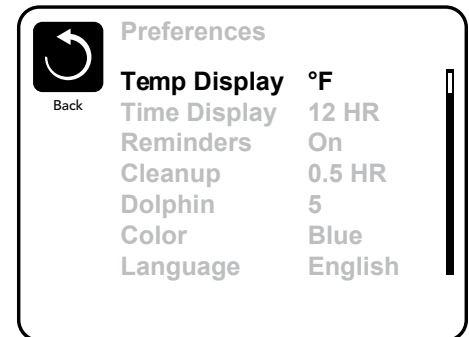 Preferences
Back
Temp Display °F
Time Display 12 HR
Reminders On
Cleanup 0.5 HR
Dolphin 5
Color Blue
Language English